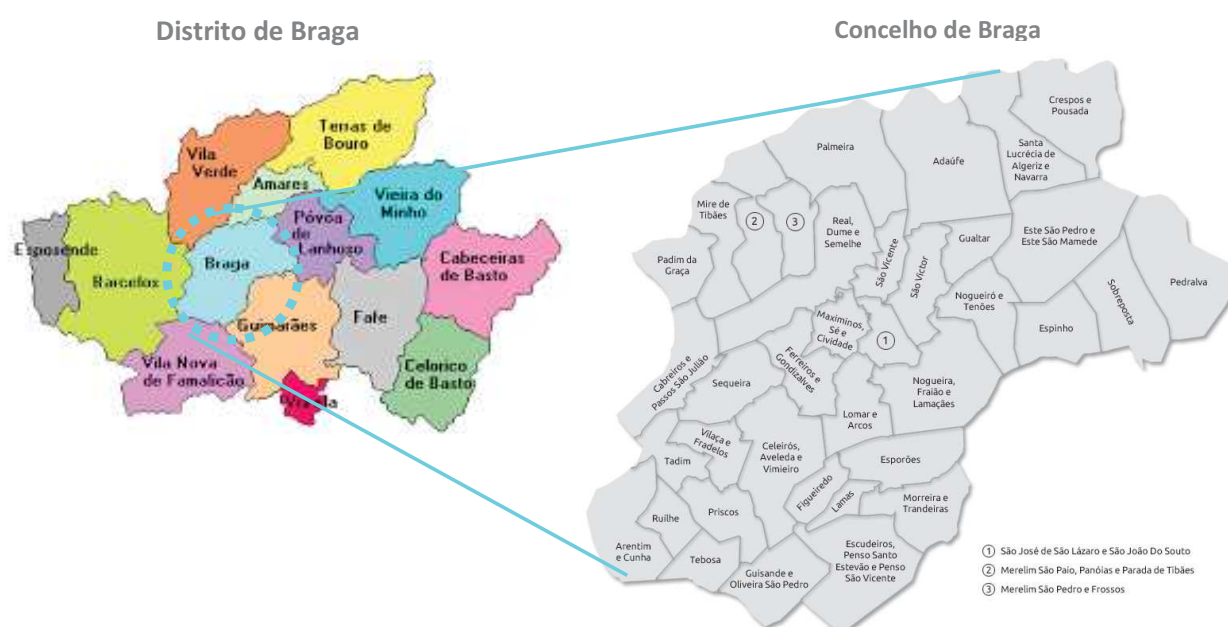 Distrito de Braga
Terras de
Bouro
Vila
Verde
Amares
Vieira do
Minho
Póvoa
de
Lanhoso
Esposende
Barcelos
Braga
Cabeceiras
de Basto
Guimarães
Fafe
Vila Nova
de Famalicão
Celorico
de Basto
Concelho de Braga
Crespos e
Pousada
Palmeira
Adaúfe
Santa
Lucrécia de
Algeriz e
Navarra
Mire de
Tibães
2
3
Real,
Dume e
Semelhe
São Vicente
São Victor
Gualtar
Este São Pedro e
Este São Mamede
Padim da
Graça
Nogueiró e
Tenões
Sobreposta
Pedralva
Espinho
Maximinos,
Sé e
Cividade
1
Cabreiros e
Passos São Julião
Sequeira
Ferreiros e
Gondizalves
Nogueira,
Fraião e
Lamaçães
Lomar e
Arcos
Vilaça e
Fradelos
Celeirós,
Aveleda e
Vimieiro
Tadim
Esporões
Figueiredo
Lamas
Morreira e
Trandeiras
Priscos
Ruílhe
Arentim
e Cunha
Tebosa
Escudeiros,
Penso Santo
Estevão e Penso
São Vicente
Guisande e
Oliveira São Pedro
1 São José de São Lázaro e São João Do Souto
2 Merelim São Paio, Panóias e Parada de Tibães
3 Merelim São Pedro e Frossos